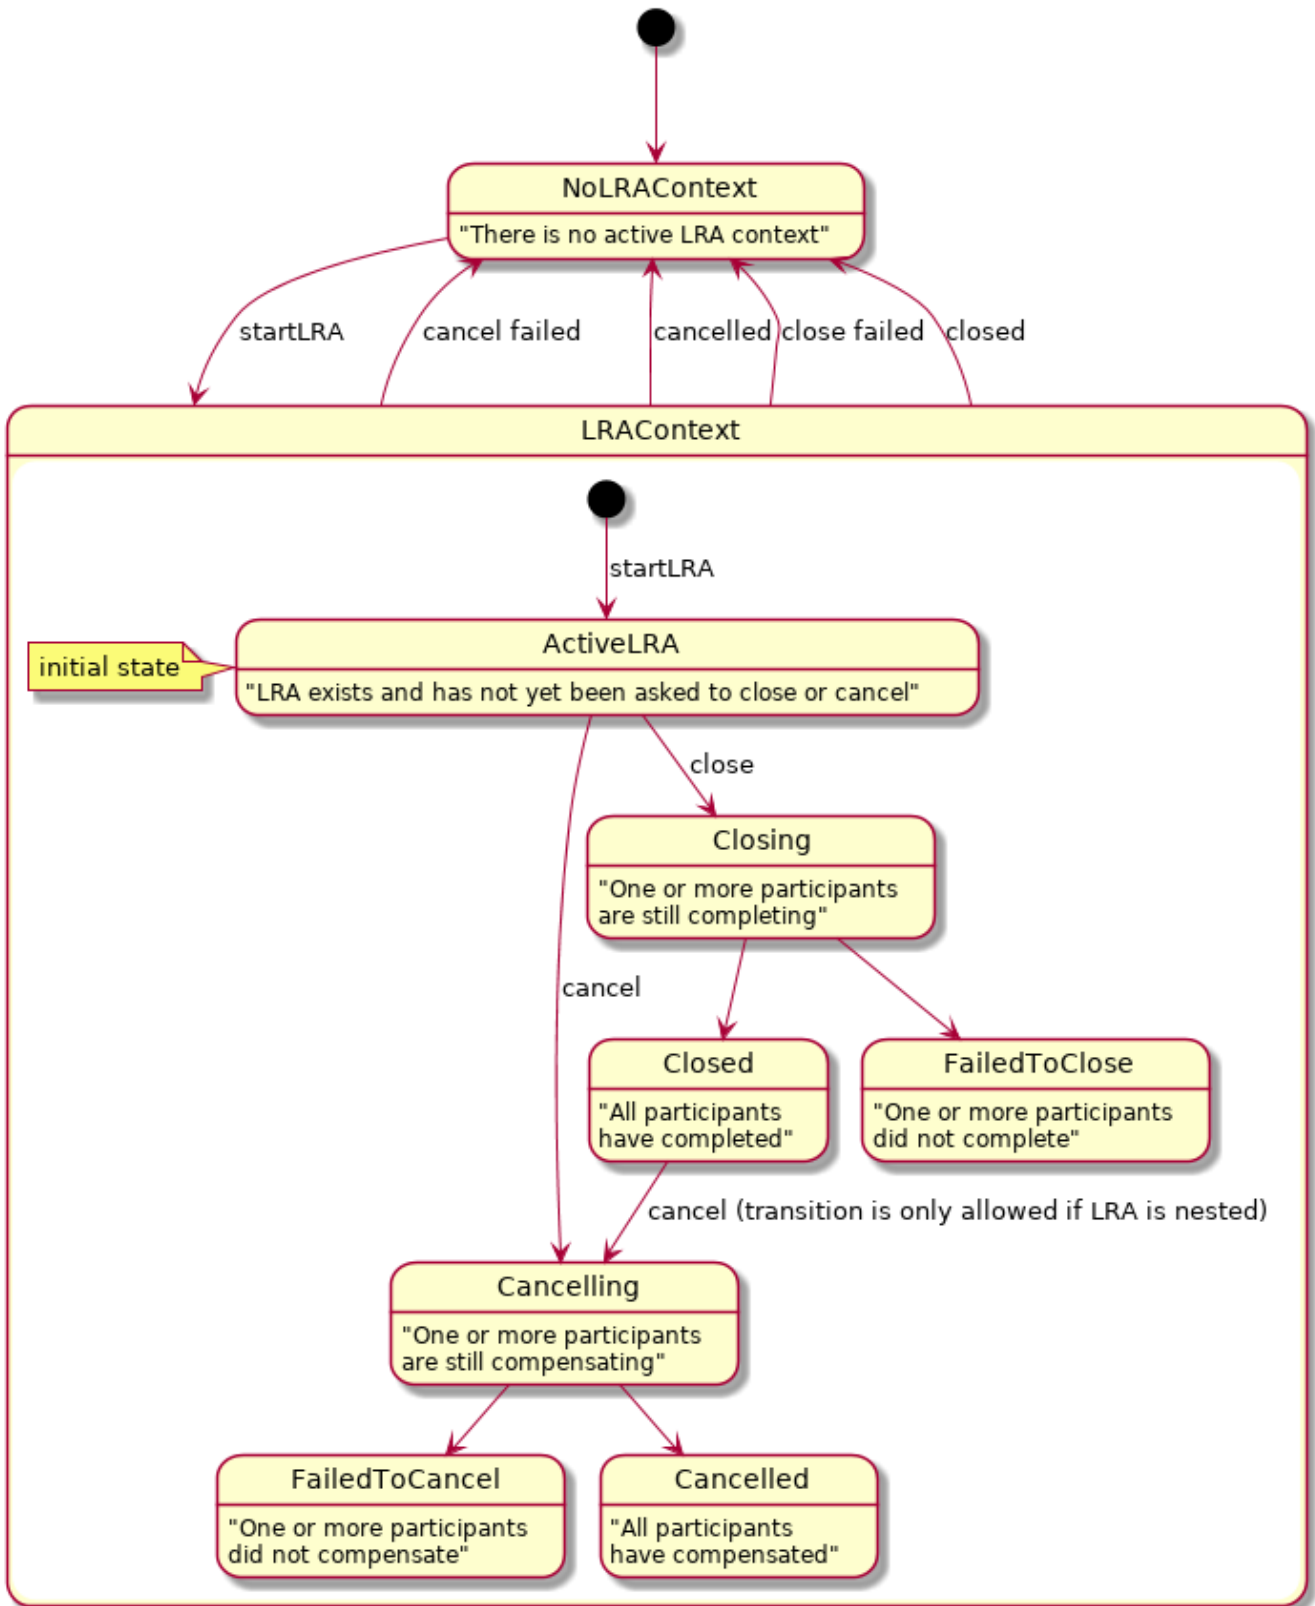 NoLRAContext
"There is no active LRA context"
startLRA
cancel failed
cancelled
close failed
closed
LRAContext
startLRA
ActiveLRA
initial state
"LRA exists and has not yet been asked to close or cancel"
close
Closing
"One or more participants
are still completing"
cancel
Closed
"All participants
have completed"
FailedToClose
"One or more participants
did not complete"
cancel (transition is only allowed if LRA is nested)
Cancelling
"One or more participants
are still compensating"
FailedToCancel
"One or more participants
did not compensate"
Cancelled
"All participants
have compensated"